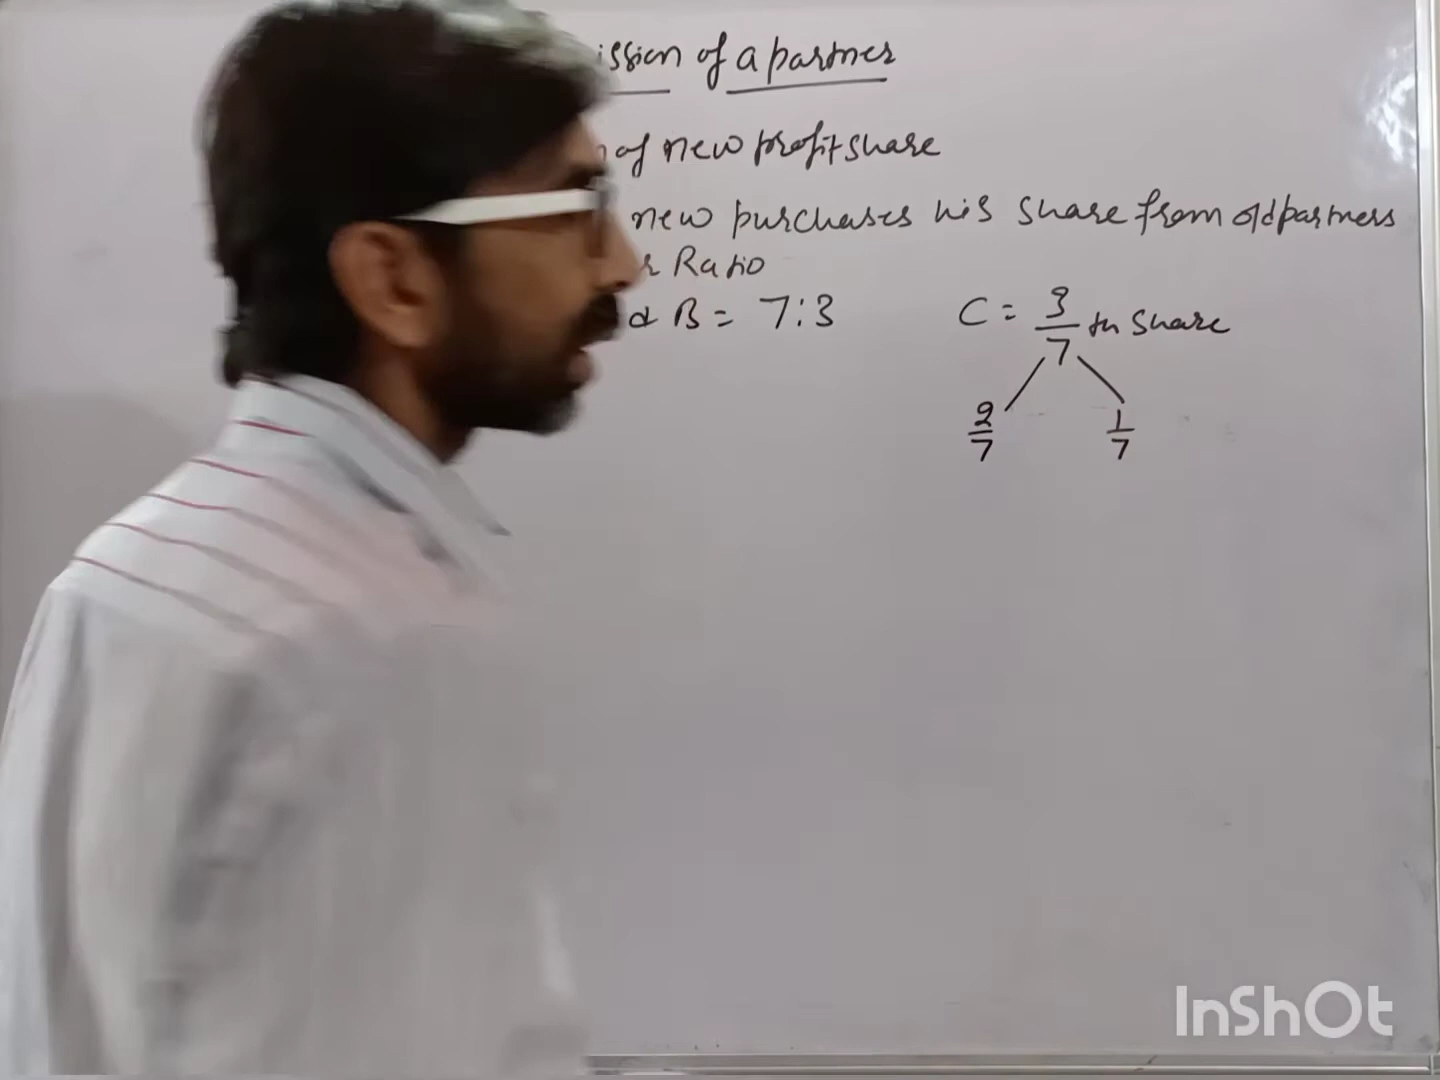 ission of a partner
of new profit share
new purchases his share from old partners
r Ratio
d B = 7:3 C = 3/7 th share
2/7 1/7
InShOt